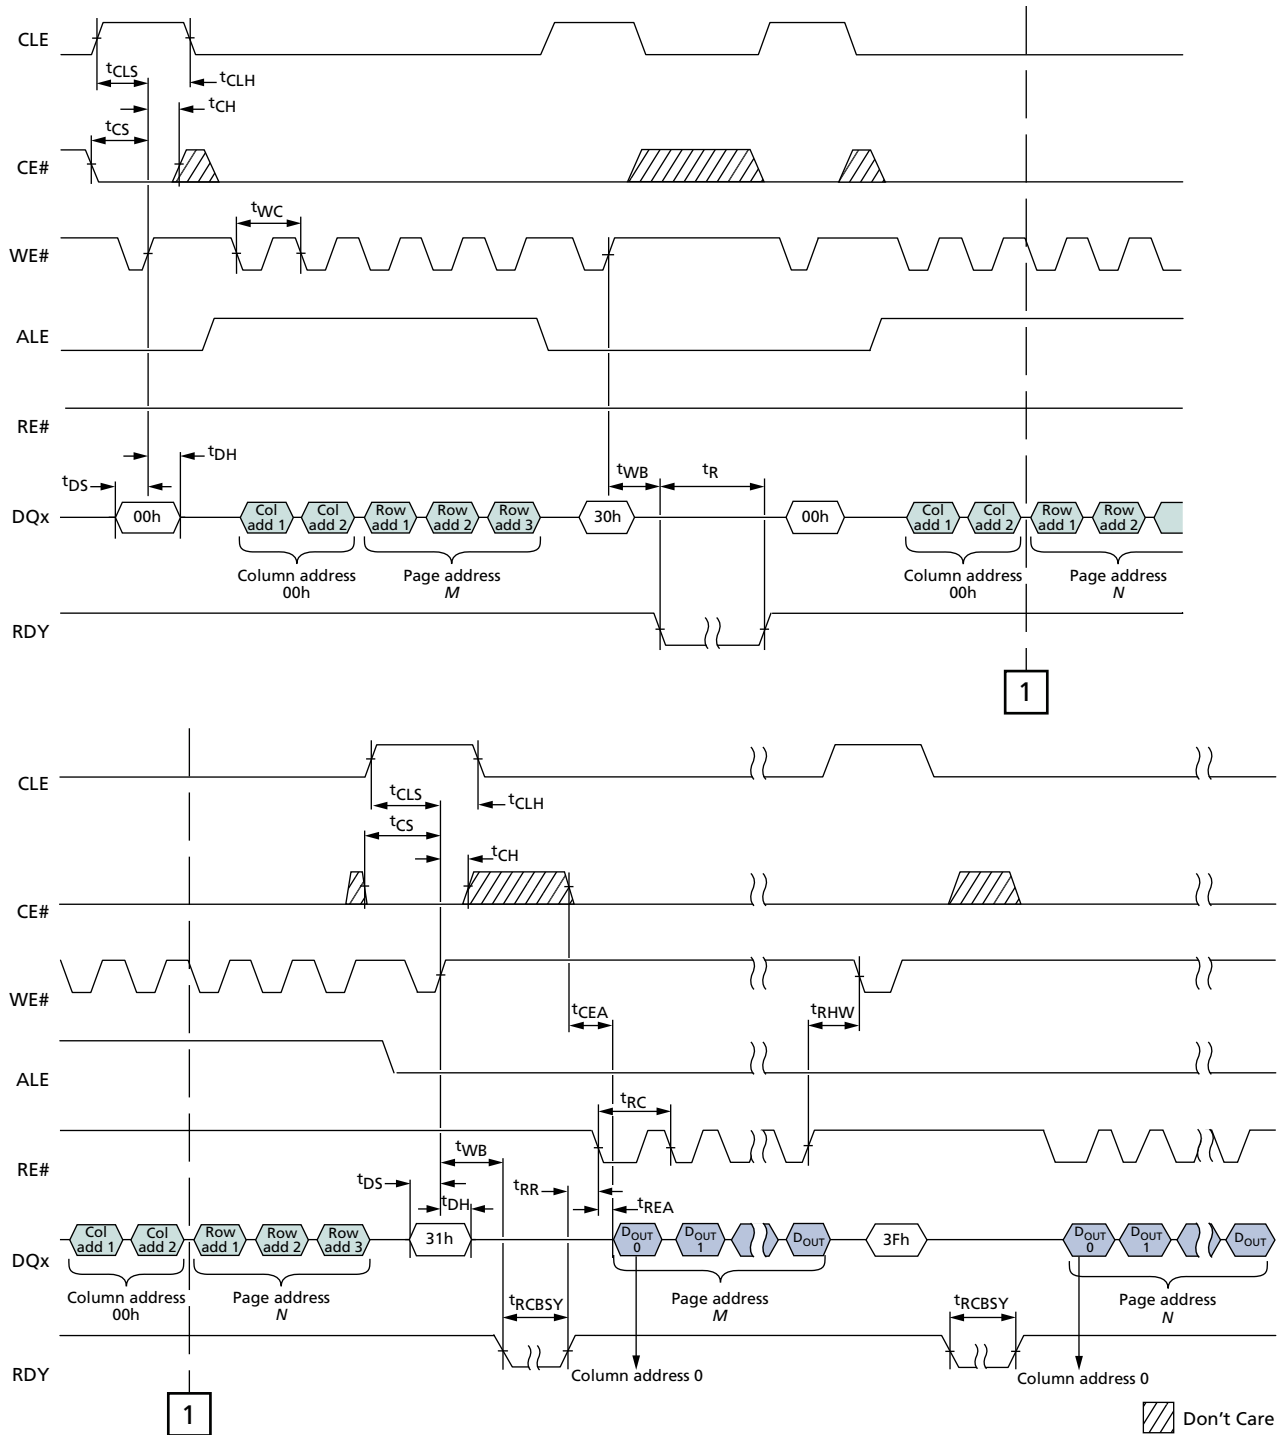 CLE
tCLS
tCLH
tCH
tCS
CE#
tWC
WE#
ALE
RE#
tDH
tDS
tWB
tR
DQx
00h
Col add 1
Col add 2
Row add 1
Row add 2
Row add 3
30h
00h
Col add 1
Col add 2
Row add 1
Row add 2
Column address 00h
Page address M
Column address 00h
Page address N
RDY
1
CLE
tCLS
tCLH
tCS
tCH
CE#
WE#
tCEA
tRHW
ALE
tRC
RE#
tWB
tDS
tDH
tRR
tREA
DQx
Col add 1
Col add 2
Row add 1
Row add 2
Row add 3
31h
DOUT 0
DOUT 1
DOUT
3Fh
DOUT 0
DOUT 1
DOUT
Column address 00h
Page address N
tRCBSY
Page address M
tRCBSY
Page address N
RDY
Column address 0
Column address 0
1
Don't Care